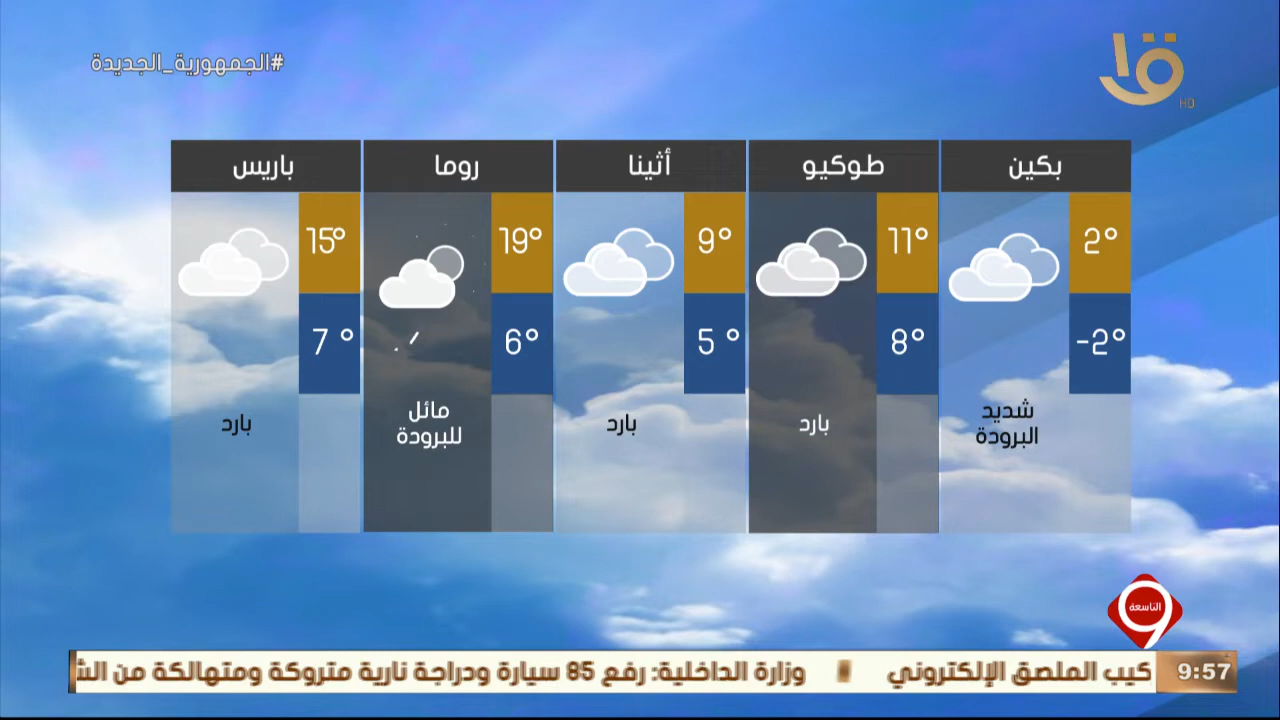 #الجمهورية_الجديدة
HD
بكين
طوكيو
أثينا
روما
باريس
2°
11°
9°
19°
15°
-2°
8°
5°
6°
7°
شديد
البرودة
بارد
بارد
مائل
للبرودة
بارد
9
التاسعة
9:57
كيب الملصق الإلكتروني
وزارة الداخلية: رفع 85 سيارة ودراجة نارية متروكة ومتهالكة من